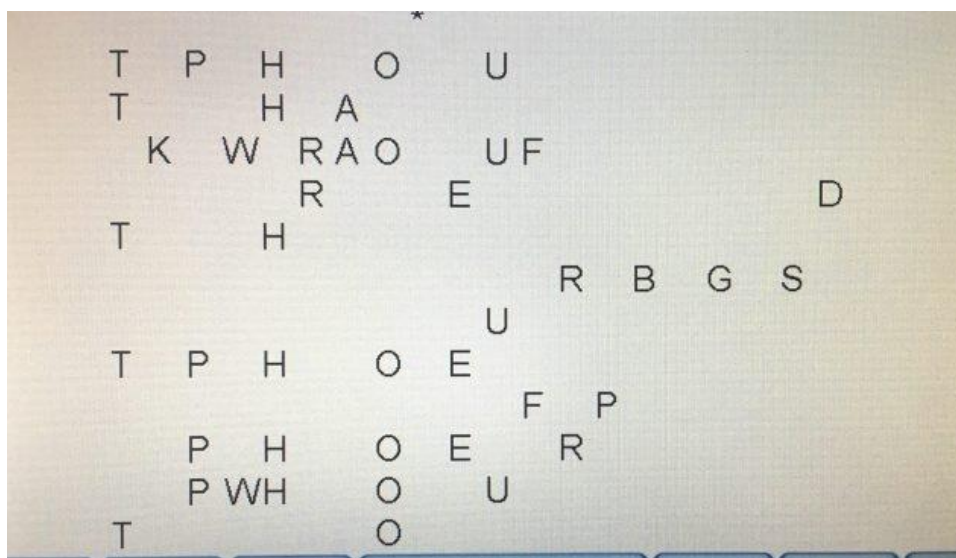 *
T P H O U
T H A
K W R A O U F
R E D
T H
R B G S
U
T P H O E
F P
P H O E R
P W H O U
T O